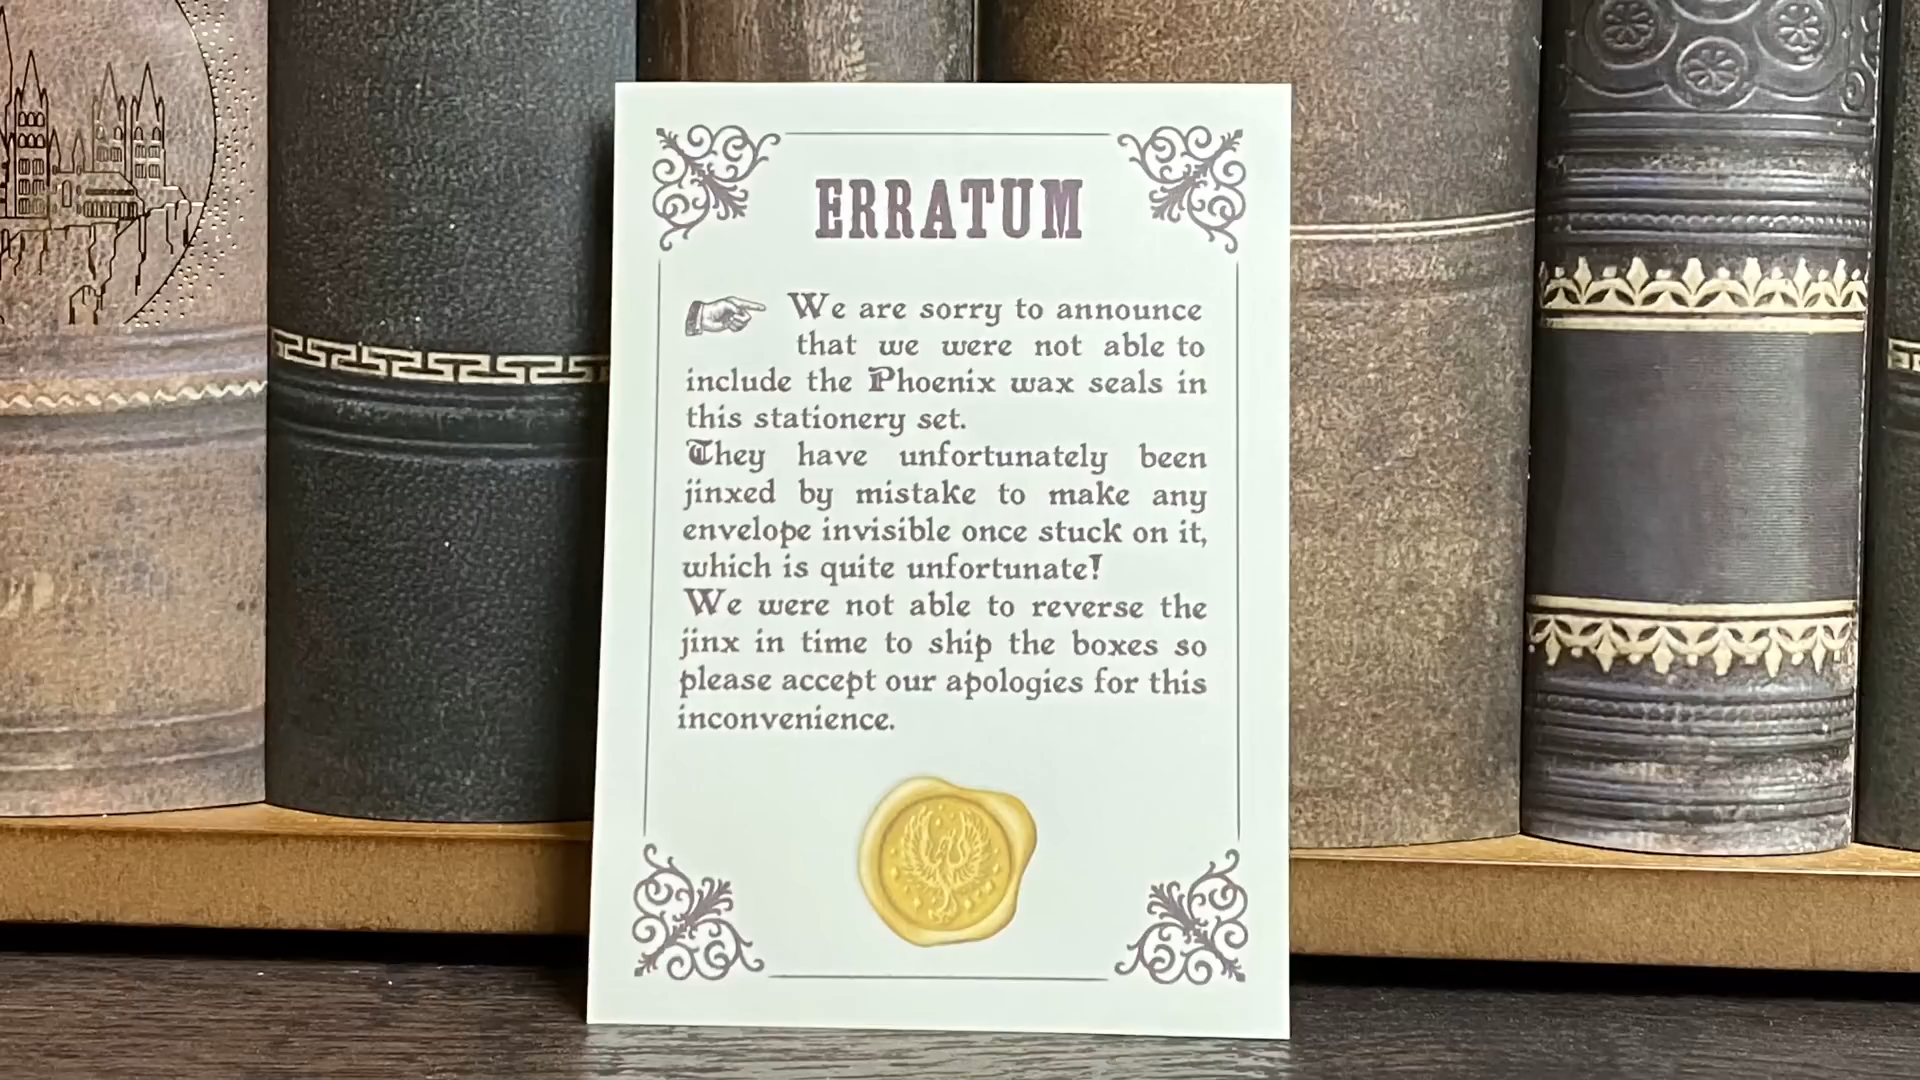 ERRATUM
We are sorry to announce
that we were not able to
include the Phoenix wax seals in
this stationery set.
They have unfortunately been
jinxed by mistake to make any
envelope invisible once stuck on it,
which is quite unfortunate!
We were not able to reverse the
jinx in time to ship the boxes so
please accept our apologies for this
inconvenience.